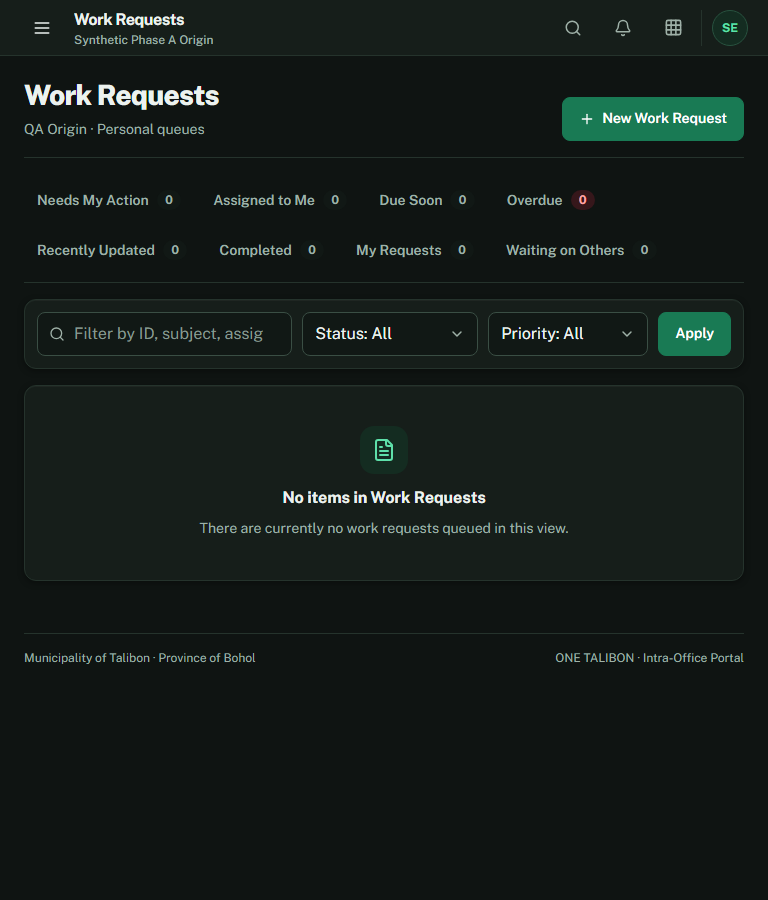 Work Requests
Synthetic Phase A Origin
SE
Work Requests
QA Origin · Personal queues
New Work Request
Needs My Action 0 Assigned to Me 0 Due Soon 0 Overdue 0
Recently Updated 0 Completed 0 My Requests 0 Waiting on Others 0
Filter by ID, subject, assig Status: All Priority: All Apply
No items in Work Requests
There are currently no work requests queued in this view.
Municipality of Talibon · Province of Bohol ONE TALIBON · Intra-Office Portal